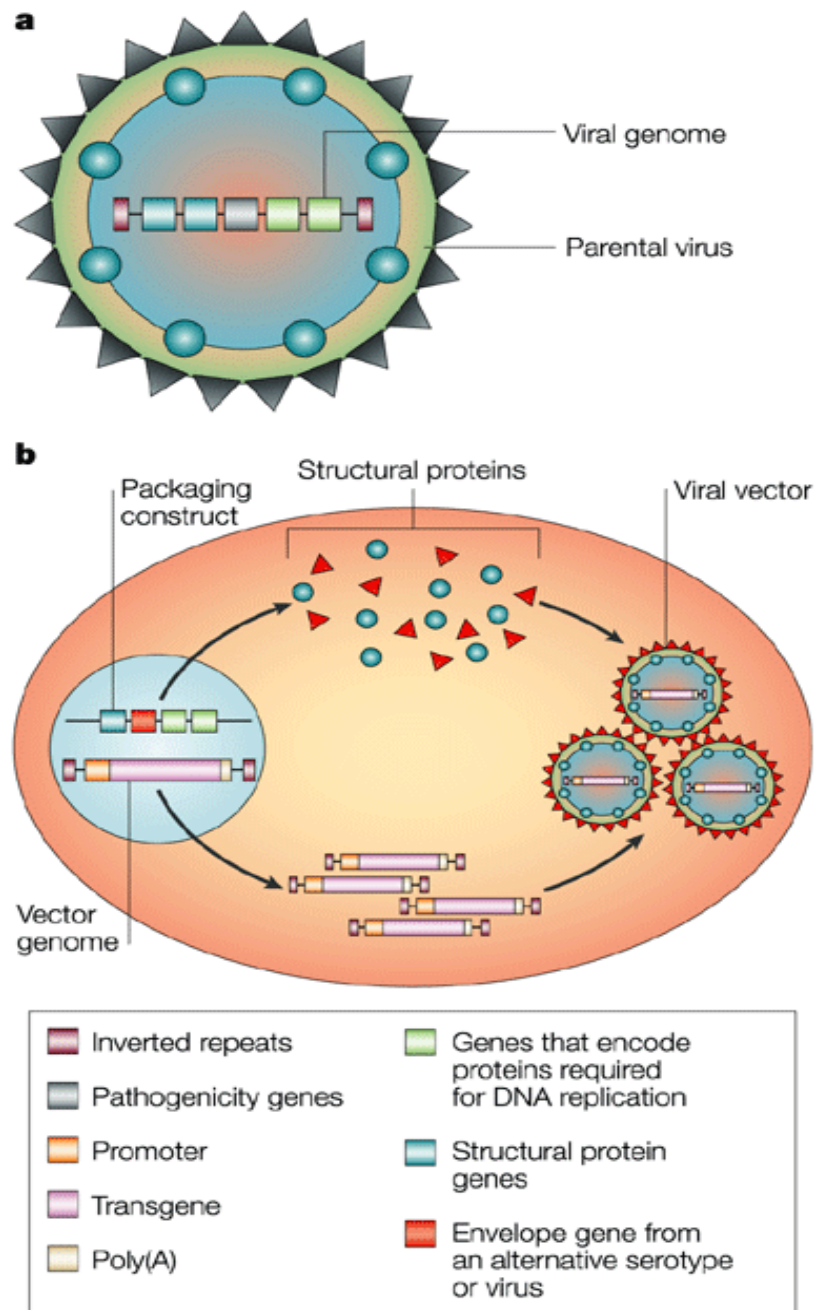 a
Viral genome
Parental virus
b
Structural proteins
Packaging
construct
Viral vector
Vector
genome
Inverted repeats
Pathogenicity genes
Promoter
Transgene
Poly(A)
Genes that encode
proteins required
for DNA replication
Structural protein
genes
Envelope gene from
an alternative serotype
or virus